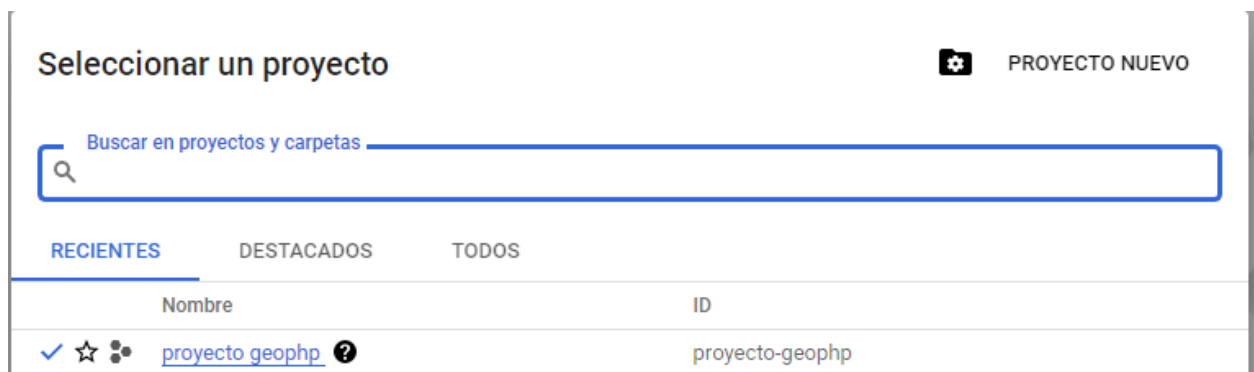 Seleccionar un proyecto
PROYECTO NUEVO
Buscar en proyectos y carpetas
RECIENTES DESTACADOS TODOS
Nombre ID
proyecto geophp ? proyecto-geophp